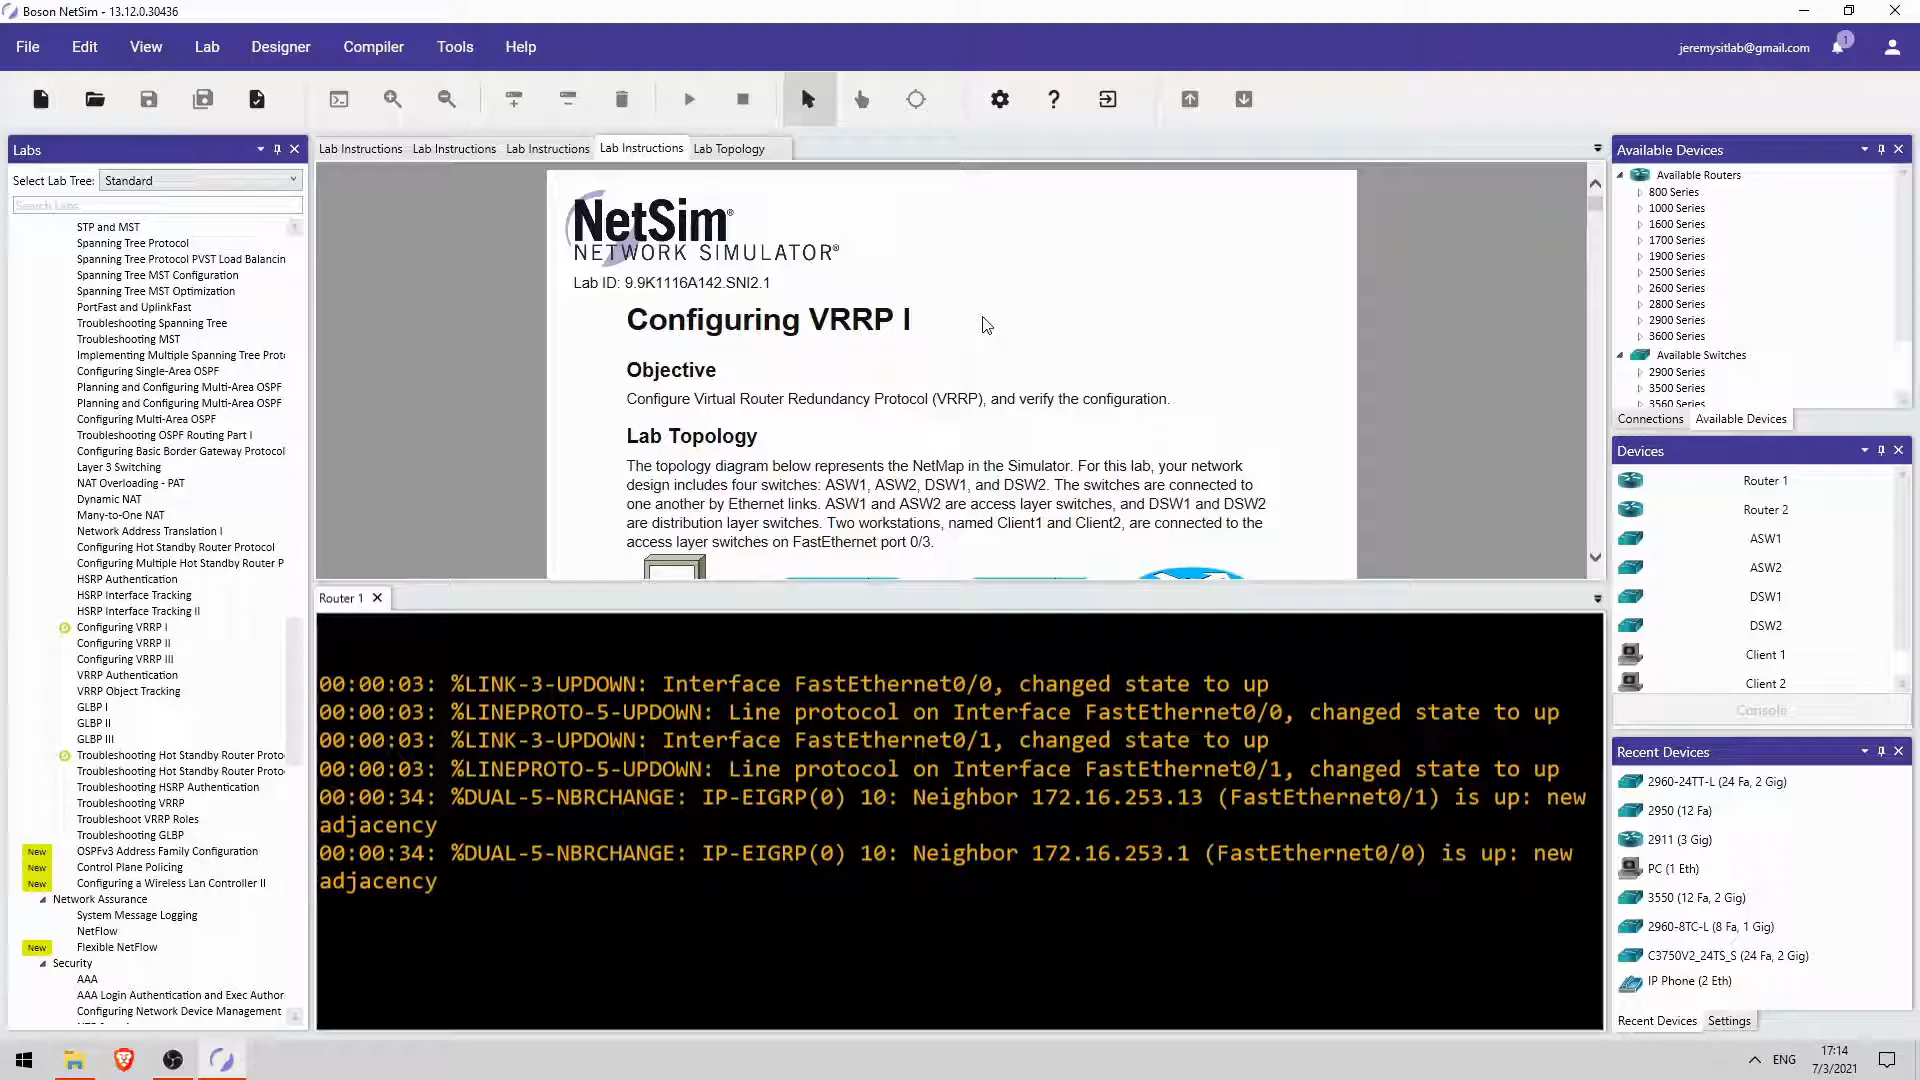 Boson NetSim - 13.12.0.30436
File Edit View Lab Designer Compiler Tools Help
jeremysitlab@gmail.com
1
Labs
Select Lab Tree: Standard
Search Labs
STP and MST
Spanning Tree Protocol
Spanning Tree Protocol PVST Load Balancin
Spanning Tree MST Configuration
Spanning Tree MST Optimization
PortFast and UplinkFast
Troubleshooting Spanning Tree
Troubleshooting MST
Implementing Multiple Spanning Tree Prot
Configuring Single-Area OSPF
Planning and Configuring Multi-Area OSPF
Planning and Configuring Multi-Area OSPF
Configuring Multi-Area OSPF
Troubleshooting OSPF Routing Part I
Configuring Basic Border Gateway Protocol
Layer 3 Switching
NAT Overloading - PAT
Dynamic NAT
Many-to-One NAT
Network Address Translation I
Configuring Hot Standby Router Protocol
Configuring Multiple Hot Standby Router P
HSRP Authentication
HSRP Interface Tracking
HSRP Interface Tracking II
Configuring VRRP I
Configuring VRRP II
Configuring VRRP III
VRRP Authentication
VRRP Object Tracking
GLBP I
GLBP II
GLBP III
Troubleshooting Hot Standby Router Proto
Troubleshooting Hot Standby Router Proto
Troubleshooting HSRP Authentication
Troubleshooting VRRP
Troubleshoot VRRP Roles
Troubleshooting GLBP
New OSPFv3 Address Family Configuration
New Control Plane Policing
New Configuring a Wireless Lan Controller II
Network Assurance
System Message Logging
NetFlow
New Flexible NetFlow
Security
AAA
AAA Login Authentication and Exec Author
Configuring Network Device Management
Lab Instructions Lab Instructions Lab Instructions Lab Instructions Lab Topology
NetSim®
NETWORK SIMULATOR®
Lab ID: 9.9K1116A142.SNI2.1
Configuring VRRP I
Objective
Configure Virtual Router Redundancy Protocol (VRRP), and verify the configuration.
Lab Topology
The topology diagram below represents the NetMap in the Simulator. For this lab, your network
design includes four switches: ASW1, ASW2, DSW1, and DSW2. The switches are connected to
one another by Ethernet links. ASW1 and ASW2 are access layer switches, and DSW1 and DSW2
are distribution layer switches. Two workstations, named Client1 and Client2, are connected to the
access layer switches on FastEthernet port 0/3.
Router 1
00:00:03: %LINK-3-UPDOWN: Interface FastEthernet0/0, changed state to up
00:00:03: %LINEPROTO-5-UPDOWN: Line protocol on Interface FastEthernet0/0, changed state to up
00:00:03: %LINK-3-UPDOWN: Interface FastEthernet0/1, changed state to up
00:00:03: %LINEPROTO-5-UPDOWN: Line protocol on Interface FastEthernet0/1, changed state to up
00:00:34: %DUAL-5-NBRCHANGE: IP-EIGRP(0) 10: Neighbor 172.16.253.13 (FastEthernet0/1) is up: new
adjacency
00:00:34: %DUAL-5-NBRCHANGE: IP-EIGRP(0) 10: Neighbor 172.16.253.1 (FastEthernet0/0) is up: new
adjacency
Available Devices
Available Routers
800 Series
1000 Series
1600 Series
1700 Series
1900 Series
2500 Series
2600 Series
2800 Series
2900 Series
3600 Series
Available Switches
2900 Series
3500 Series
3560 Series
Connections Available Devices
Devices
Router 1
Router 2
ASW1
ASW2
DSW1
DSW2
Client 1
Client 2
Console
Recent Devices
2960-24TT-L (24 Fa, 2 Gig)
2950 (12 Fa)
2911 (3 Gig)
PC (1 Eth)
3550 (12 Fa, 2 Gig)
2960-8TC-L (8 Fa, 1 Gig)
C3750V2_24TS_S (24 Fa, 2 Gig)
IP Phone (2 Eth)
Recent Devices Settings
ENG
17:14
7/3/2021